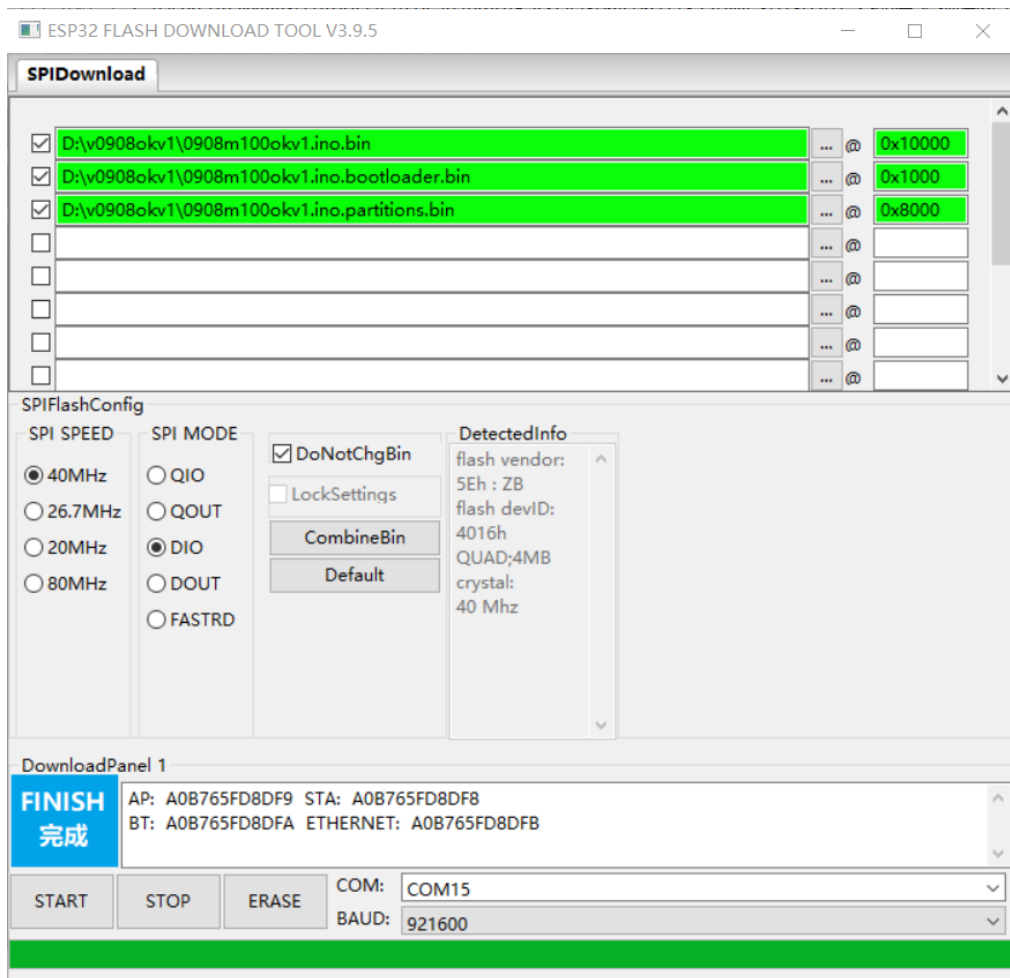 ESP32 FLASH DOWNLOAD TOOL V3.9.5
SPIDownload
D:\v0908okv1\0908m100okv1.ino.bin ... @ 0x10000
D:\v0908okv1\0908m100okv1.ino.bootloader.bin ... @ 0x1000
D:\v0908okv1\0908m100okv1.ino.partitions.bin ... @ 0x8000
... @
... @
... @
... @
... @
SPIFlashConfig
SPI SPEED
40MHz
26.7MHz
20MHz
80MHz
SPI MODE
QIO
QOUT
DIO
DOUT
FASTRD
DoNotChgBin
LockSettings
CombineBin
Default
DetectedInfo
flash vendor:
5Eh : ZB
flash devID:
4016h
QUAD;4MB
crystal:
40 Mhz
DownloadPanel 1
FINISH
完成
AP: A0B765FD8DF9 STA: A0B765FD8DF8
BT: A0B765FD8DFA ETHERNET: A0B765FD8DFB
START STOP ERASE
COM: COM15
BAUD: 921600